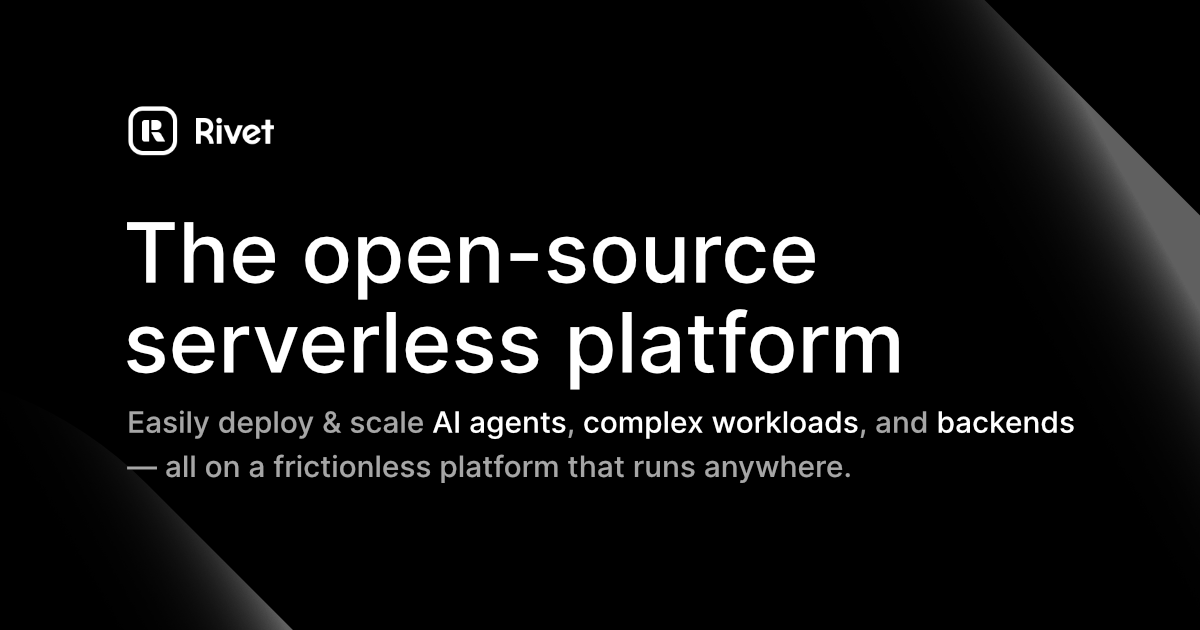 Rivet
The open-source
serverless platform
Easily deploy & scale AI agents, complex workloads, and backends
— all on a frictionless platform that runs anywhere.